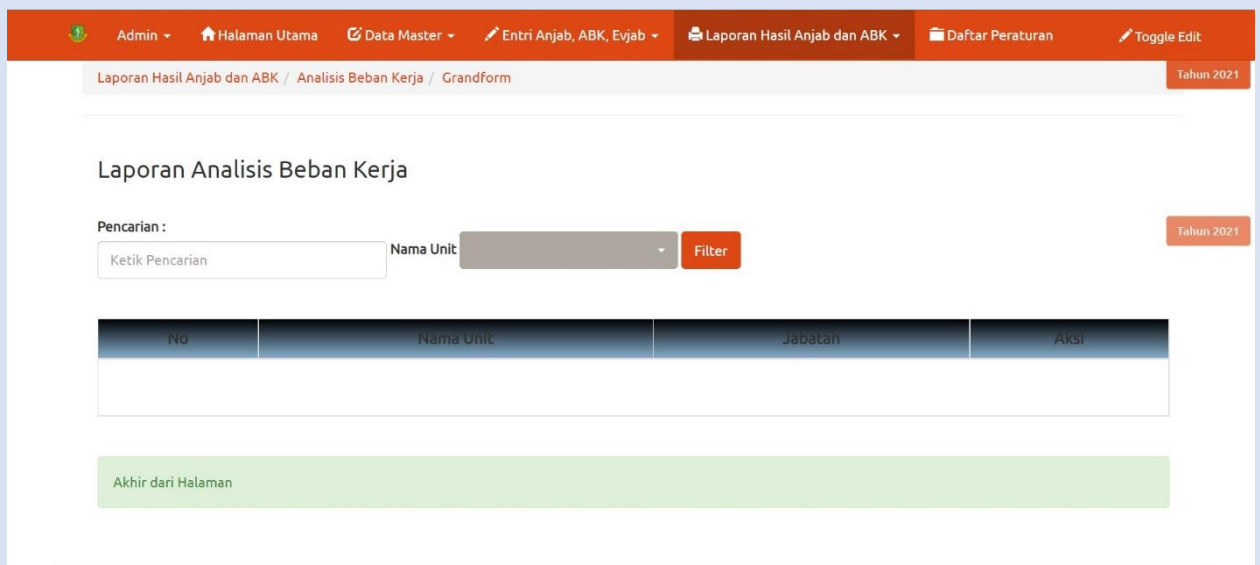 Admin Halaman Utama Data Master Entri Anjab, ABK, Evjab Laporan Hasil Anjab dan ABK Daftar Peraturan Toggle Edit
Laporan Hasil Anjab dan ABK / Analisis Beban Kerja / Grandform
Tahun 2021
Laporan Analisis Beban Kerja
Pencarian :
Ketik Pencarian
Nama Unit
Filter
Tahun 2021
No Nama Unit Jabatan Aksi
Akhir dari Halaman